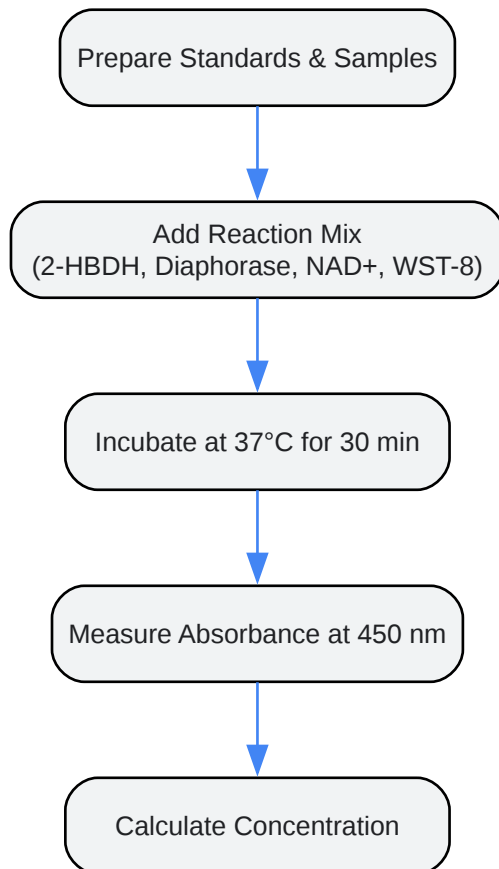 Prepare Standards & Samples
Add Reaction Mix
(2-HBDH, Diaphorase, NAD+, WST-8)
Incubate at 37°C for 30 min
Measure Absorbance at 450 nm
Calculate Concentration